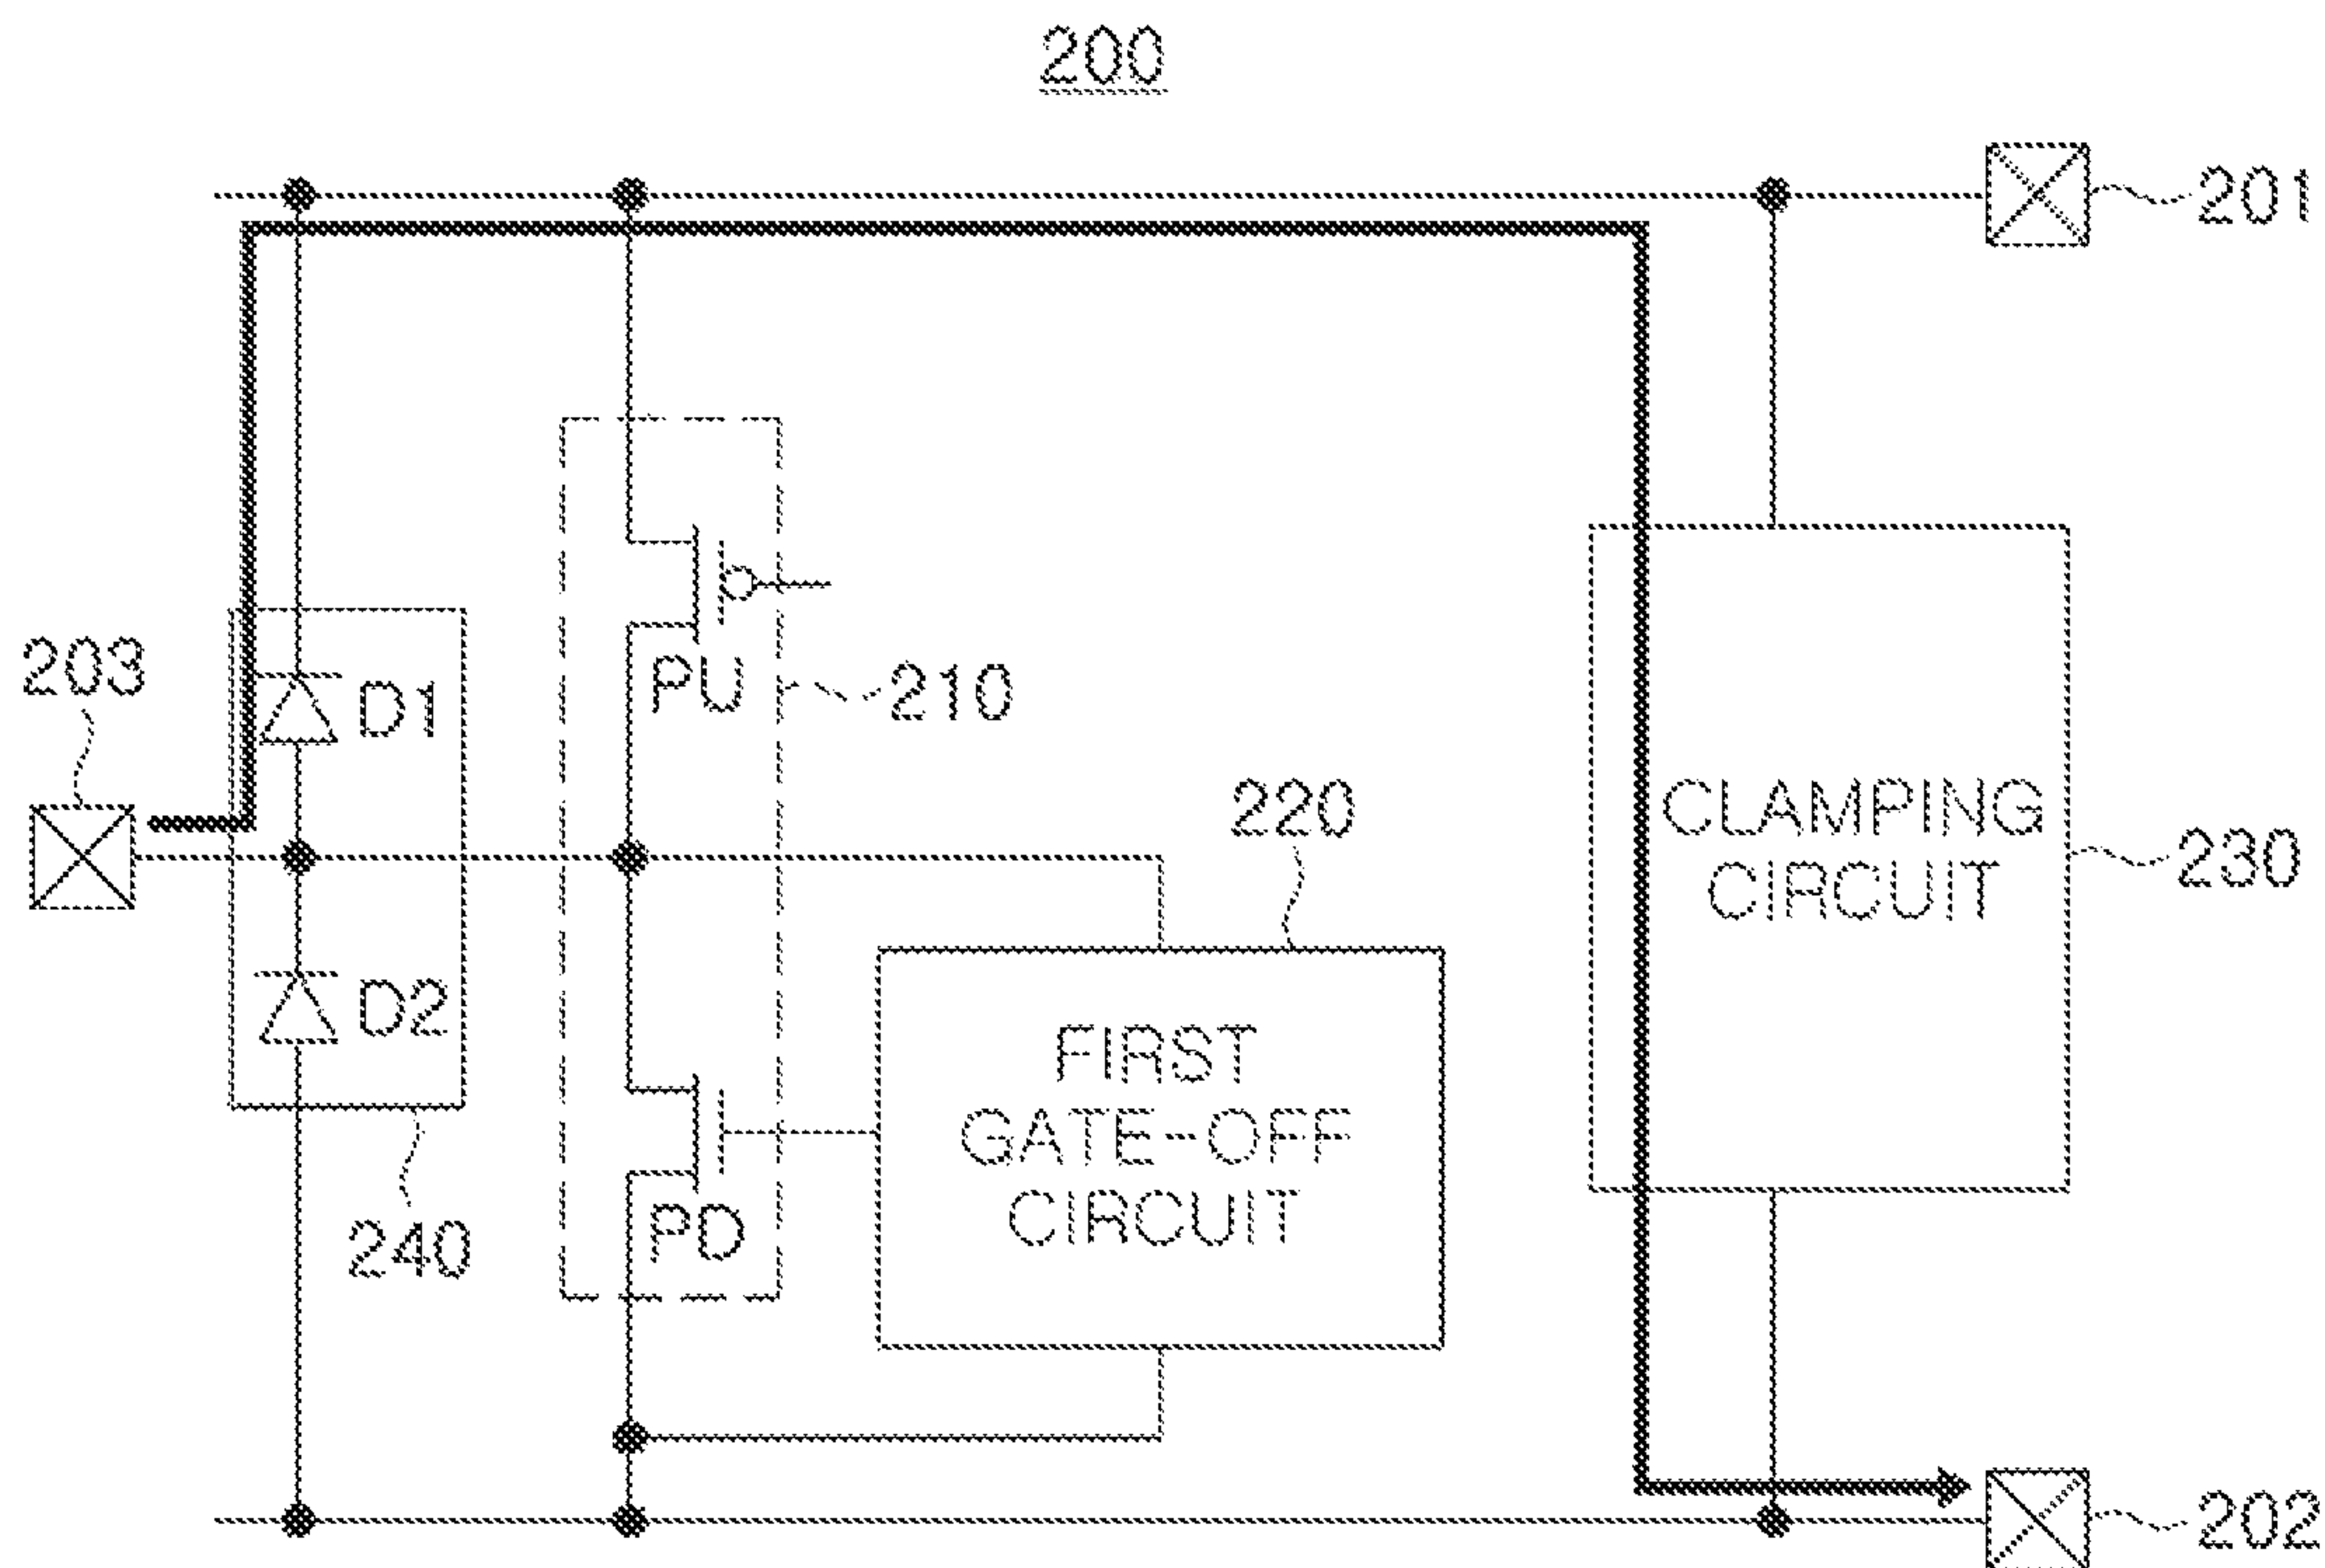 200
201
203
D1
PU
210
220
CLAMPING
CIRCUIT
230
D2
FIRST
GATE-OFF
CIRCUIT
PD
240
202